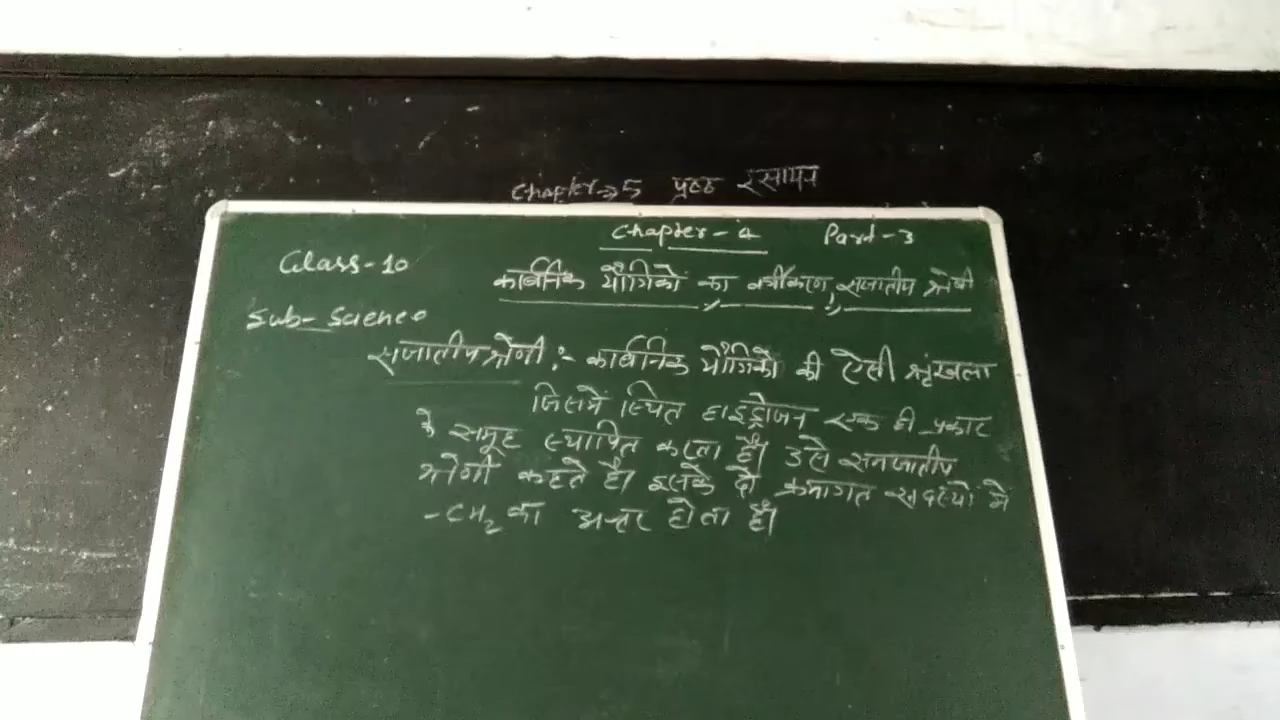 Chapter→5 पृष्ठ रसायन
Chapter-4 Part-3
Class-10
कार्बनिक यौगिकों का वर्गीकरण, सजातीय श्रेणी
Sub- Science
सजातीय श्रेणी :- कार्बनिक यौगिकों की ऐसी श्रृंखला
जिसमें स्थित हाइड्रोजन एक ही प्रकार
के समूह स्थापित करता है। उसे समजातीय
श्रेणी कहते हैं। इसके दो क्रमागत सदस्यों में
-CH₂ का अन्तर होता है।